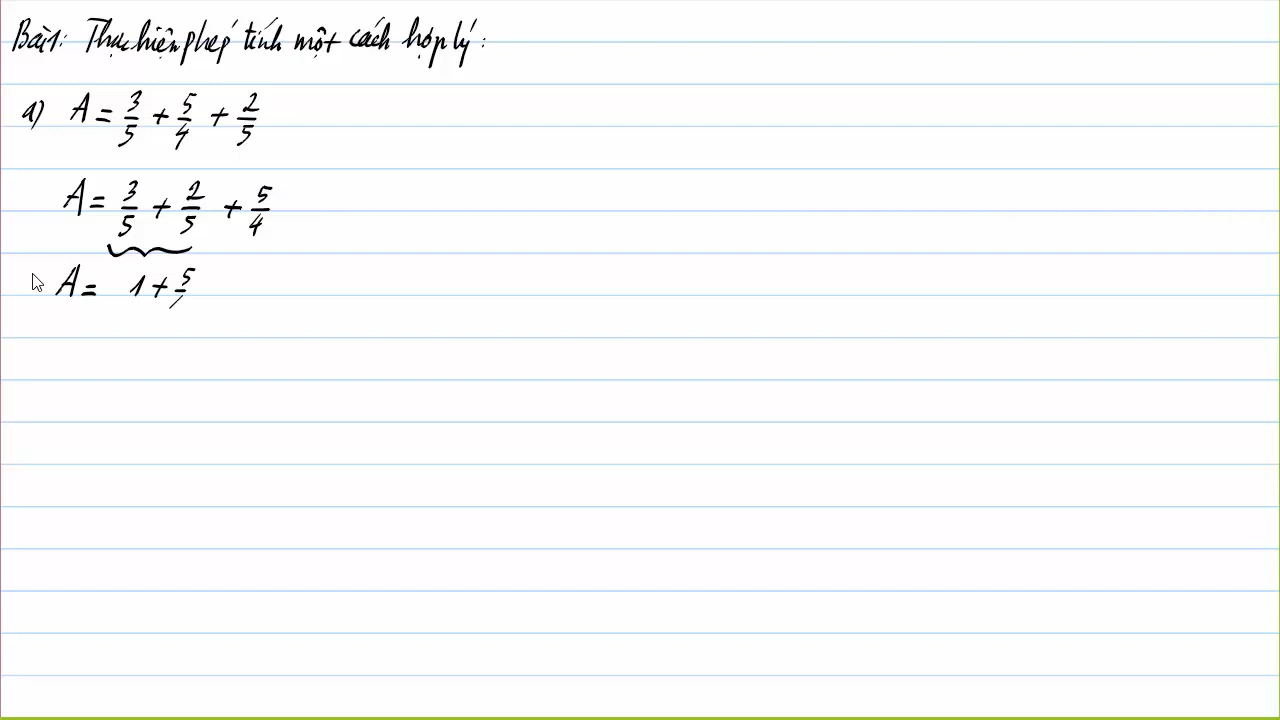 Bài 1: Thực hiện phép tính một cách hợp lý:
a) A = 3/5 + 5/4 + 2/5
A = 3/5 + 2/5 + 5/4
A = 1 + 5/